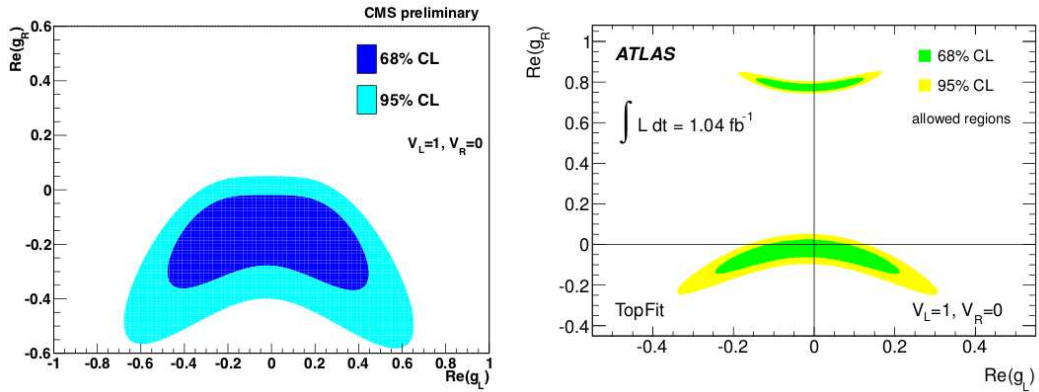 CMS preliminary
Re(g_R)
0.6
0.4
0.2
0
-0.2
-0.4
-0.6
68% CL
95% CL
V_L=1, V_R=0
-1 -0.8 -0.6 -0.4 -0.2 0 0.2 0.4 0.6 0.8 1
Re(g_L)
Re(g_R)
1
0.8
0.6
0.4
0.2
0
-0.2
-0.4
ATLAS
68% CL
95% CL
allowed regions
∫ L dt = 1.04 fb⁻¹
TopFit
V_L=1, V_R=0
-0.4 -0.2 0 0.2 0.4
Re(g_L)